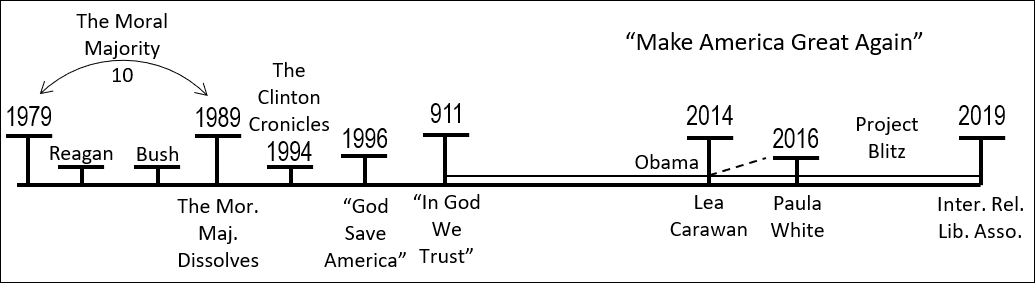 The Moral
Majority
10
“Make America Great Again”
The
Clinton
Cronicles
1979
1989
1994
1996
911
2014
2016
Project
Blitz
2019
Reagan
Bush
Obama
The Mor.
Maj.
Dissolves
“God
Save
America”
“In God
We
Trust”
Lea
Carawan
Paula
White
Inter. Rel.
Lib. Asso.